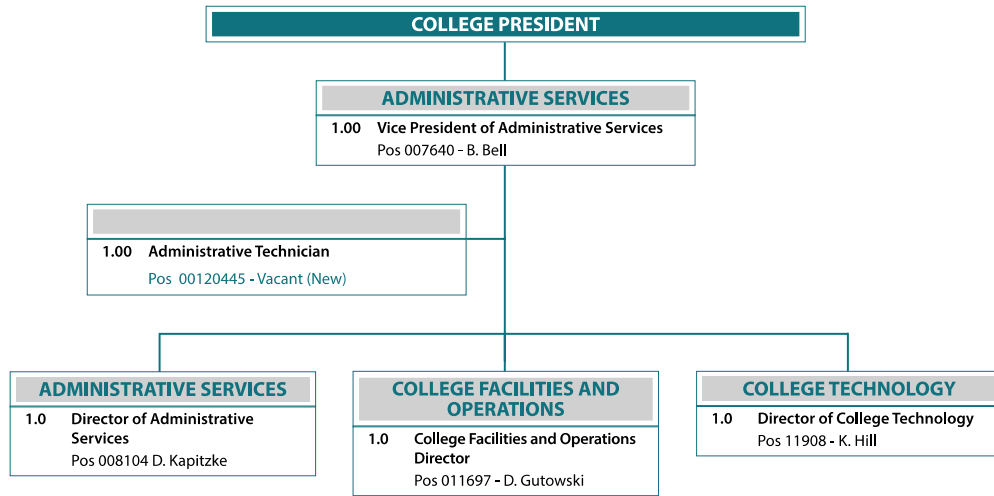 COLLEGE PRESIDENT
ADMINISTRATIVE SERVICES
1.00 Vice President of Administrative Services
Pos 007640 - B. Bell
1.00 Administrative Technician
Pos 00120445 - Vacant (New)
ADMINISTRATIVE SERVICES
1.0 Director of Administrative
Services
Pos 008104 D. Kapitzke
COLLEGE FACILITIES AND
OPERATIONS
1.0 College Facilities and Operations
Director
Pos 011697 - D. Gutowski
COLLEGE TECHNOLOGY
1.0 Director of College Technology
Pos 11908 - K. Hill